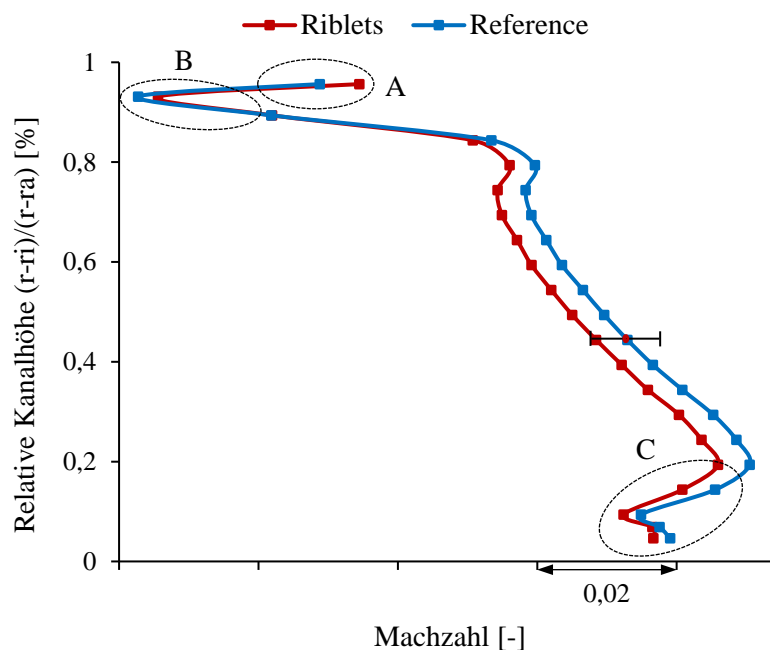 Riblets Reference
B
A
1
0,8
0,6
0,4
0,2
0
C
0,02
Relative Kanalhöhe (r-ri)/(r-ra) [%]
Machzahl [-]